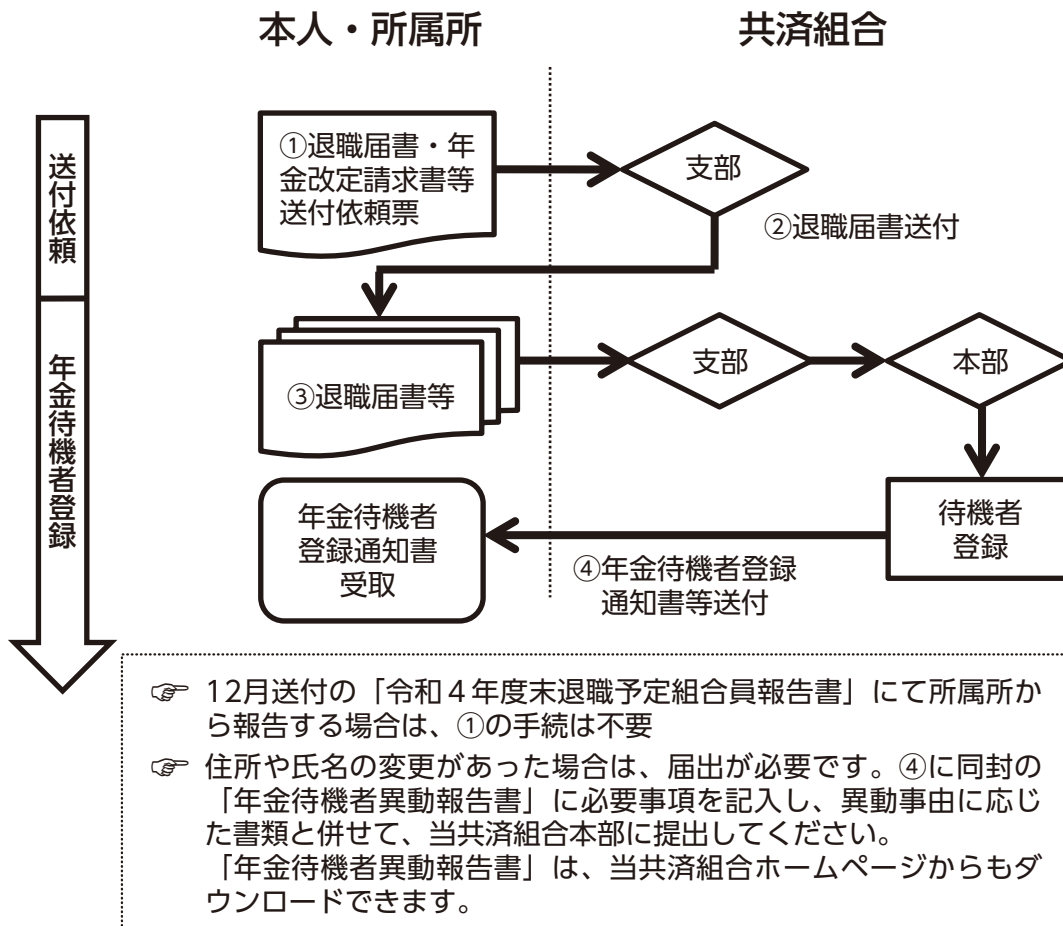 本人・所属所
共済組合
送付依頼
①退職届書・年
金改定請求書等
送付依頼票
支部
②退職届書送付
年金待機者登録
③退職届書等
支部
本部
年金待機者
登録通知書
受取
待機者
登録
④年金待機者登録
通知書等送付
☞ 12月送付の「令和４年度末退職予定組合員報告書」にて所属所か
ら報告する場合は、①の手続は不要
☞ 住所や氏名の変更があった場合は、届出が必要です。④に同封の
「年金待機者異動報告書」に必要事項を記入し、異動事由に応じ
た書類と併せて、当共済組合本部に提出してください。
「年金待機者異動報告書」は、当共済組合ホームページからもダ
ウンロードできます。